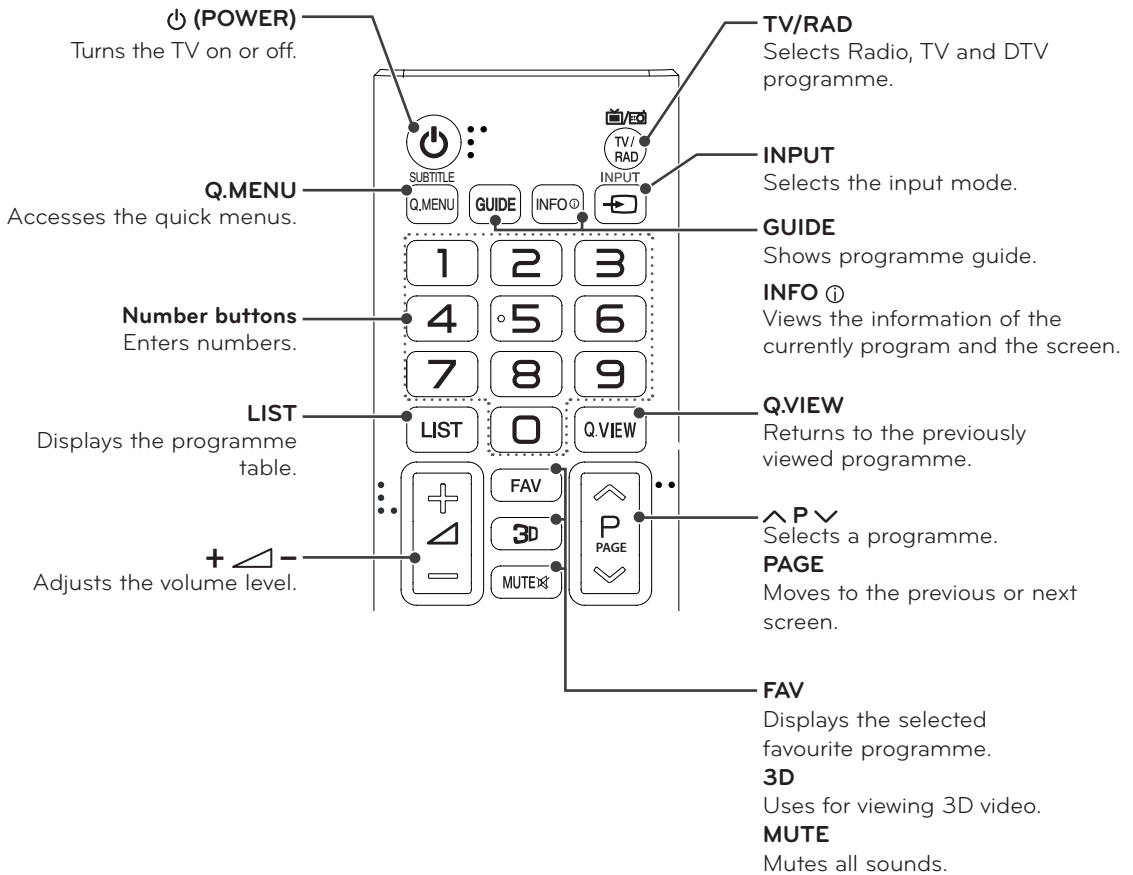 ⏻ (POWER)
Turns the TV on or off.
Q.MENU
Accesses the quick menus.
Number buttons
Enters numbers.
LIST
Displays the programme
table.
+ ⊿ −
Adjusts the volume level.
TV/
RAD
SUBTITLE
INPUT
Q.MENU
GUIDE
INFO ⓘ
1
2
3
4
5
6
7
8
9
LIST
0
Q.VIEW
FAV
P
PAGE
3D
MUTE
TV/RAD
Selects Radio, TV and DTV
programme.
INPUT
Selects the input mode.
GUIDE
Shows programme guide.
INFO ⓘ
Views the information of the
currently program and the screen.
Q.VIEW
Returns to the previously
viewed programme.
︿ P ﹀
Selects a programme.
PAGE
Moves to the previous or next
screen.
FAV
Displays the selected
favourite programme.
3D
Uses for viewing 3D video.
MUTE
Mutes all sounds.